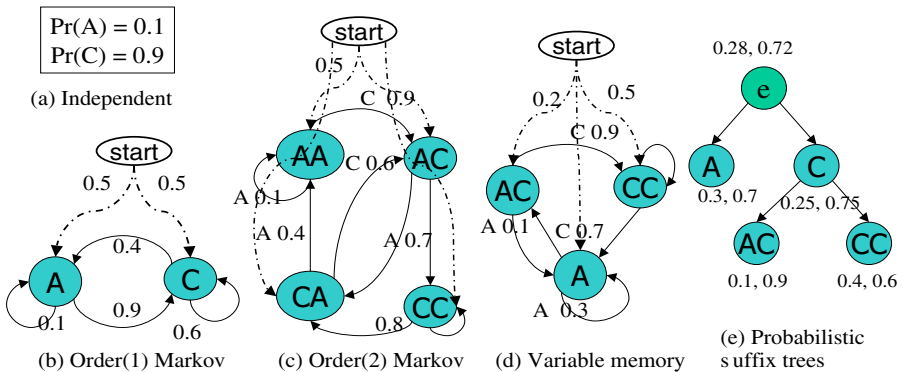 Pr(A) = 0.1
Pr(C) = 0.9
(a) Independent
start
0.5 0.5
A
C
0.4
0.1
0.9
0.6
(b) Order(1) Markov
start
0.5
C 0.9
AA
AC
C 0.6
A 0.1
A 0.4
A 0.7
CA
CC
0.8
(c) Order(2) Markov
start
0.2
0.5
C 0.9
AC
CC
A 0.1
C 0.7
A
A 0.3
(d) Variable memory
0.28, 0.72
e
A
C
0.3, 0.7
0.25, 0.75
AC
CC
0.1, 0.9
0.4, 0.6
(e) Probabilistic
suffix trees